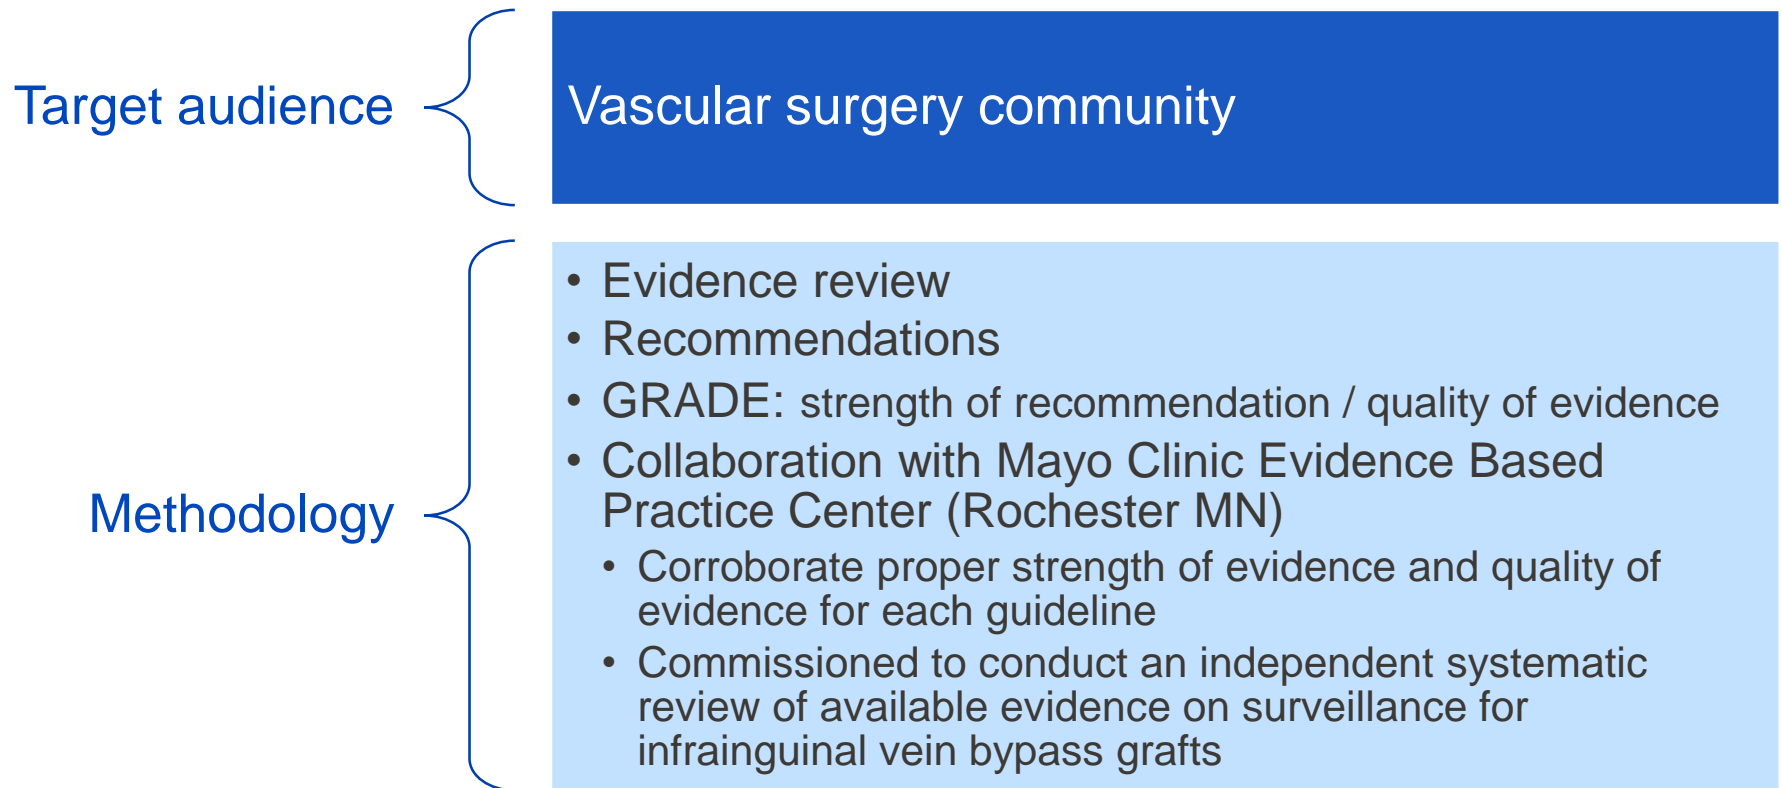 Target audience
Vascular surgery community
Methodology
• Evidence review
• Recommendations
• GRADE: strength of recommendation / quality of evidence
• Collaboration with Mayo Clinic Evidence Based
Practice Center (Rochester MN)
• Corroborate proper strength of evidence and quality of
evidence for each guideline
• Commissioned to conduct an independent systematic
review of available evidence on surveillance for
infrainguinal vein bypass grafts